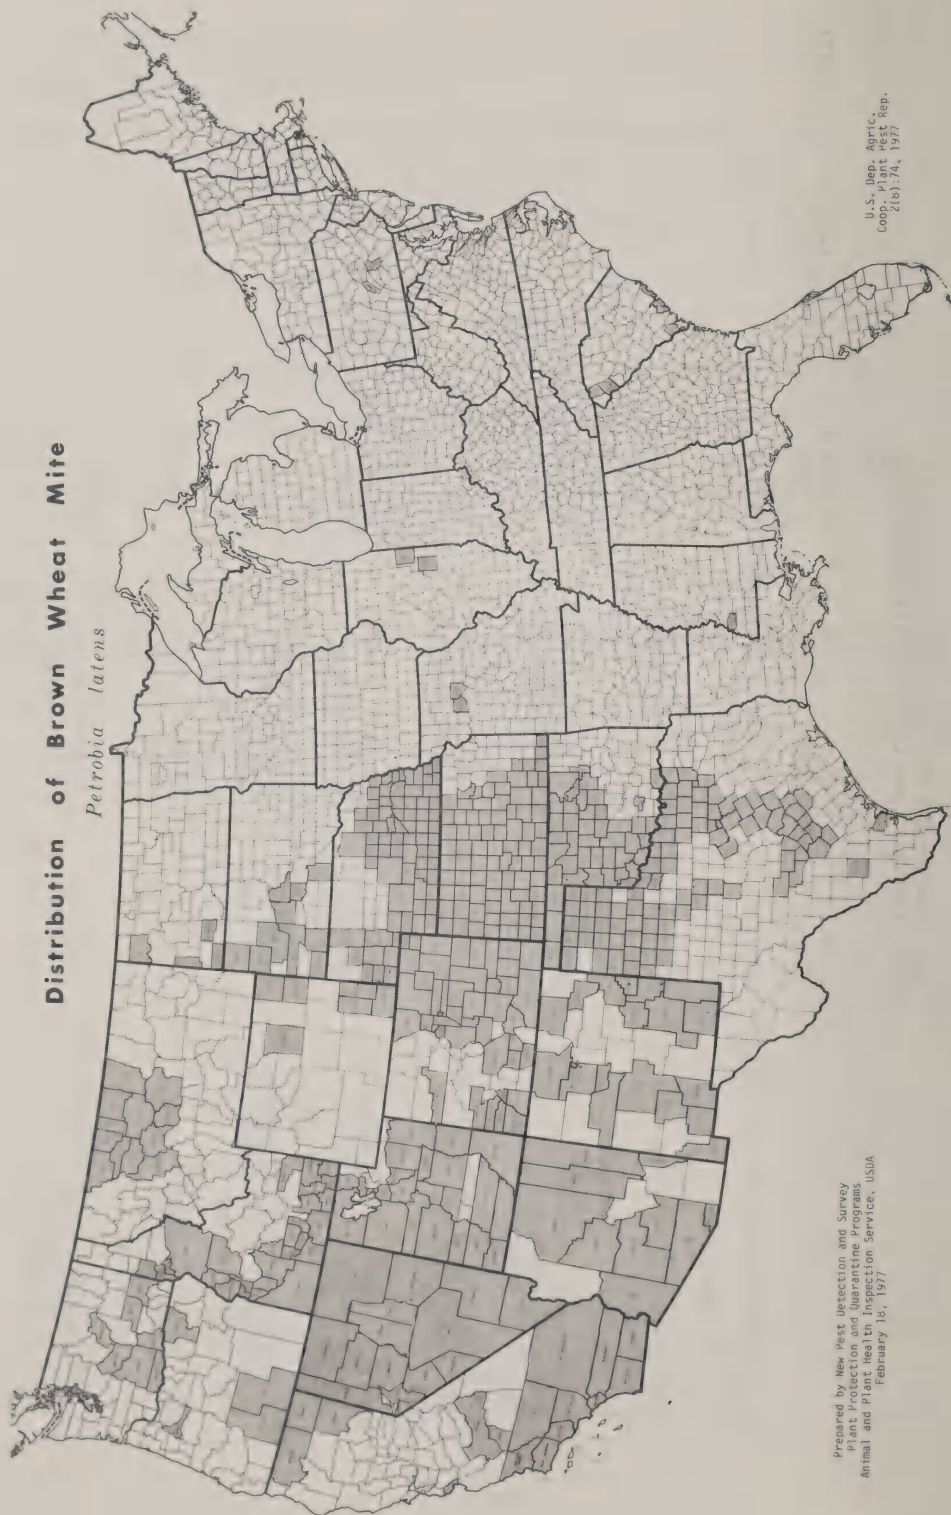 Distribution of Brown Wheat Mite
Petrobia latens
U.S. Dep. Agric.
Coop. Plant Pest Rep.
2(8):74, 1977
Prepared by New Pest Detection and Survey
Plant Protection and Quarantine Programs
Animal and Plant Health Inspection Service, USDA
February 18, 1977